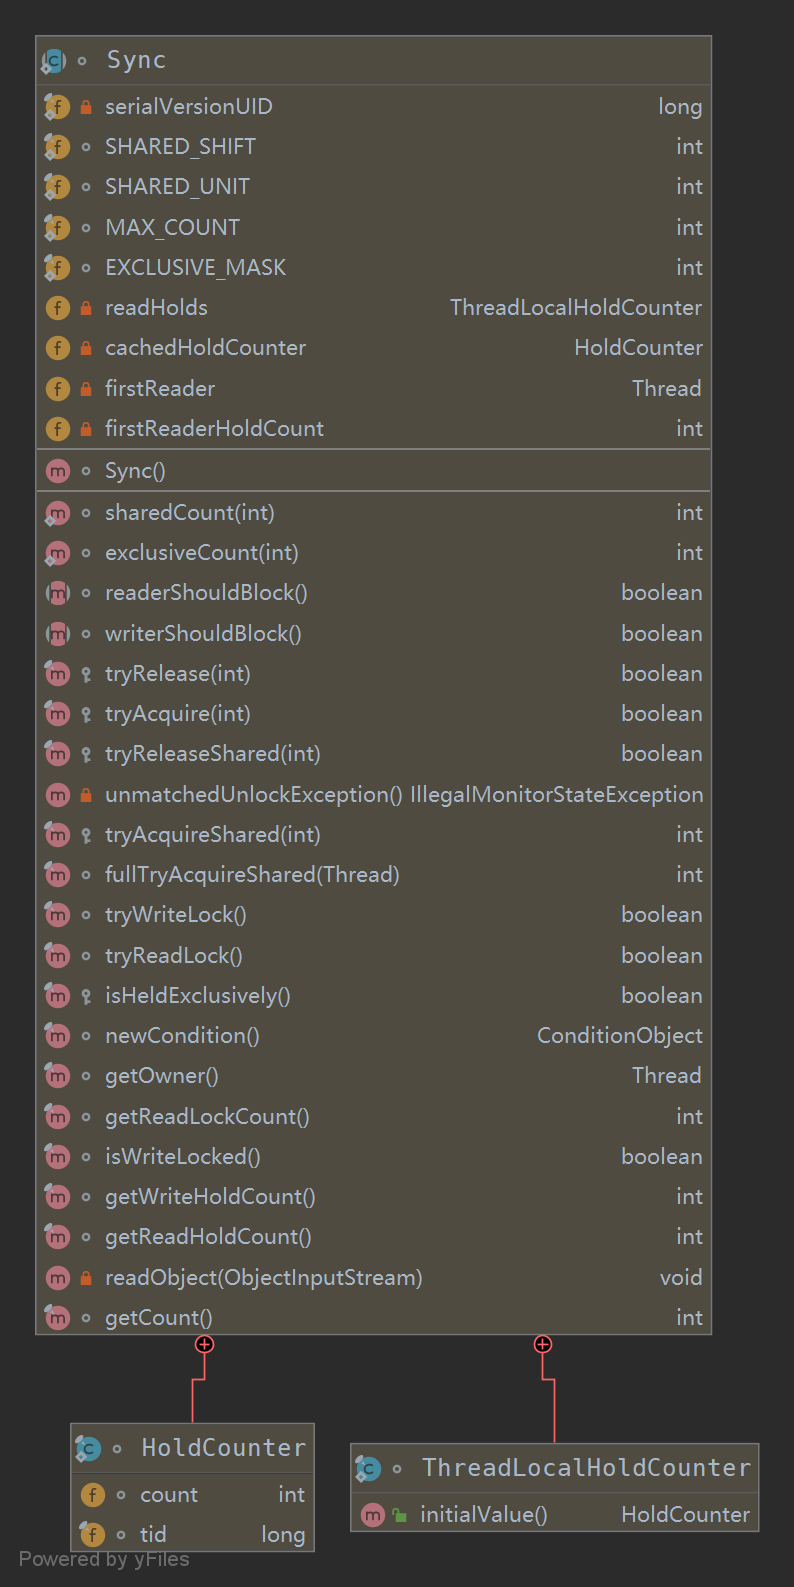 Sync
serialVersionUID long
SHARED_SHIFT int
SHARED_UNIT int
MAX_COUNT int
EXCLUSIVE_MASK int
readHolds ThreadLocalHoldCounter
cachedHoldCounter HoldCounter
firstReader Thread
firstReaderHoldCount int
Sync()
sharedCount(int) int
exclusiveCount(int) int
readerShouldBlock() boolean
writerShouldBlock() boolean
tryRelease(int) boolean
tryAcquire(int) boolean
tryReleaseShared(int) boolean
unmatchedUnlockException() IllegalMonitorStateException
tryAcquireShared(int) int
fullTryAcquireShared(Thread) int
tryWriteLock() boolean
tryReadLock() boolean
isHeldExclusively() boolean
newCondition() ConditionObject
getOwner() Thread
getReadLockCount() int
isWriteLocked() boolean
getWriteHoldCount() int
getReadHoldCount() int
readObject(ObjectInputStream) void
getCount() int
HoldCounter
count int
tid long
ThreadLocalHoldCounter
initialValue() HoldCounter
Powered by yFiles